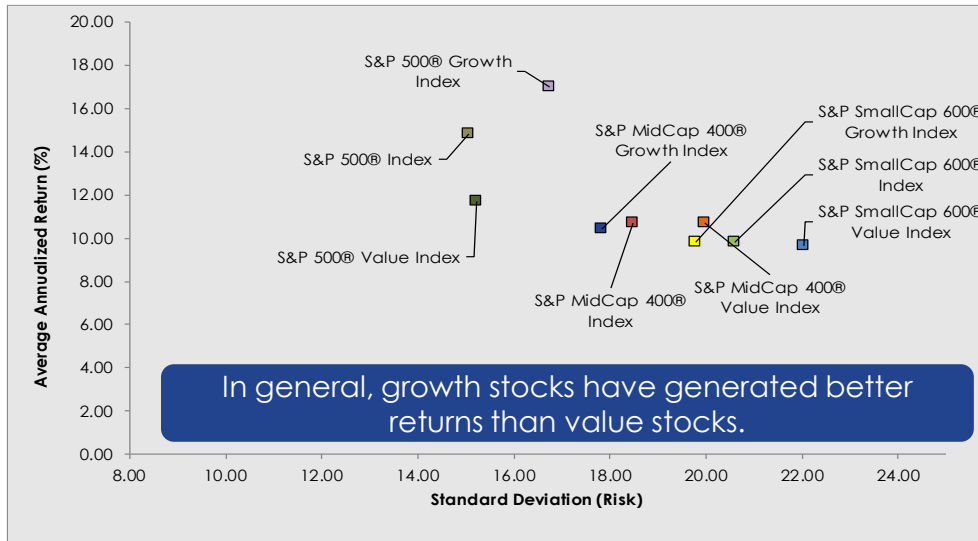 20.00
18.00
16.00
14.00
12.00
10.00
8.00
6.00
4.00
2.00
0.00
Average Annualized Return (%)
S&P 500® Growth
Index
S&P 500® Index
S&P 500® Value Index
S&P MidCap 400®
Growth Index
S&P MidCap 400®
Index
S&P SmallCap 600®
Growth Index
S&P SmallCap 600®
Index
S&P SmallCap 600®
Value Index
S&P MidCap 400®
Value Index
In general, growth stocks have generated better
returns than value stocks.
8.00 10.00 12.00 14.00 16.00 18.00 20.00 22.00 24.00
Standard Deviation (Risk)